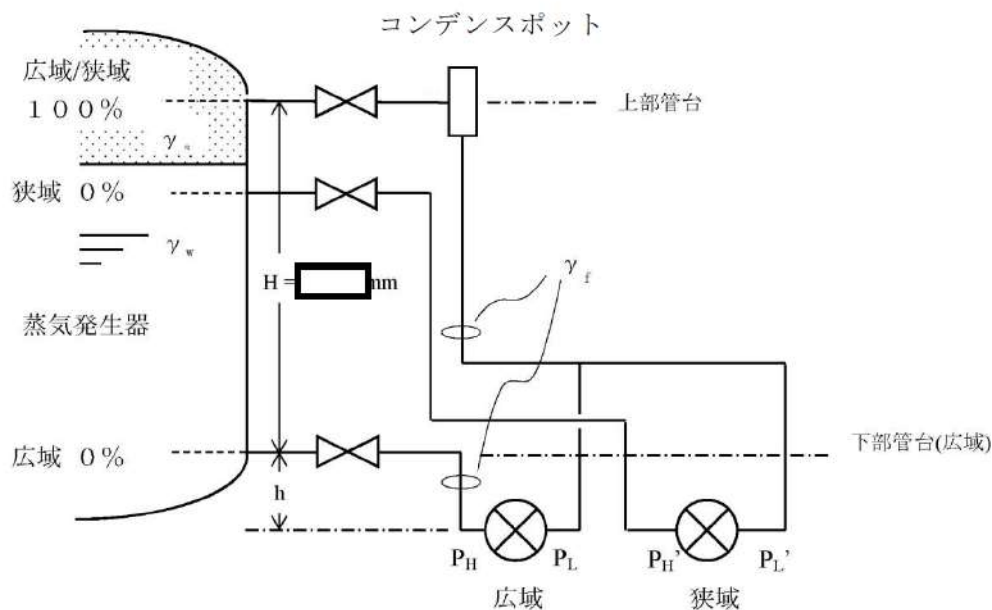 コンデンスポット
広域/狭域
１００%
上部管台
γ
狭域 0%
γw
H = mm
γf
蒸気発生器
広域 0%
下部管台(広域)
h
PH PL PH' PL'
広域 狭域